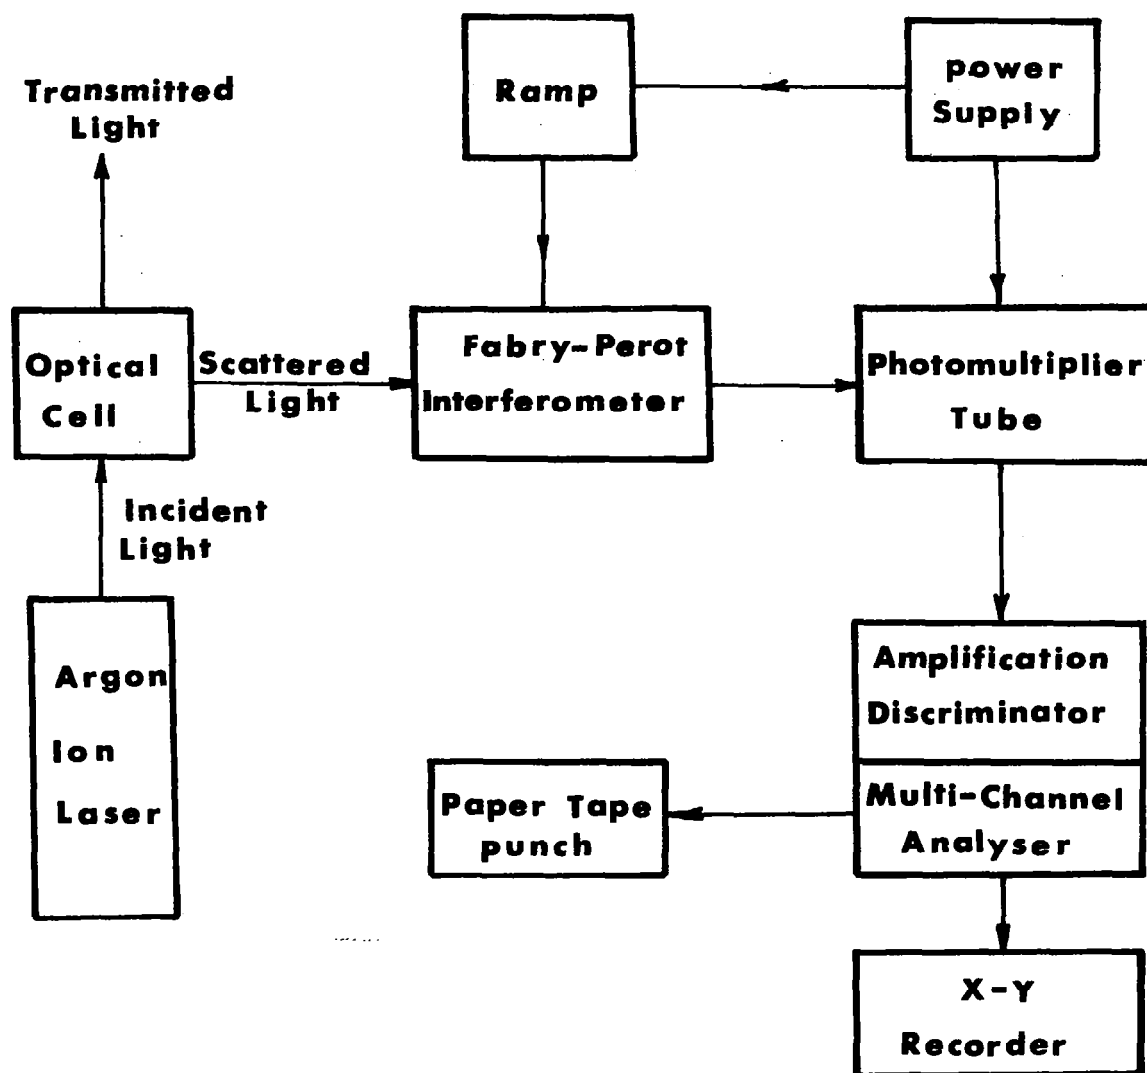 Ramp
power
Supply
Transmitted
Light
Optical
Cell
Scattered
Light
Fabry-Perot
Interferometer
Photomultiplier
Tube
Incident
Light
Argon
Ion
Laser
Amplification
Discriminator
Multi-Channel
Analyser
Paper Tape
punch
X-Y
Recorder